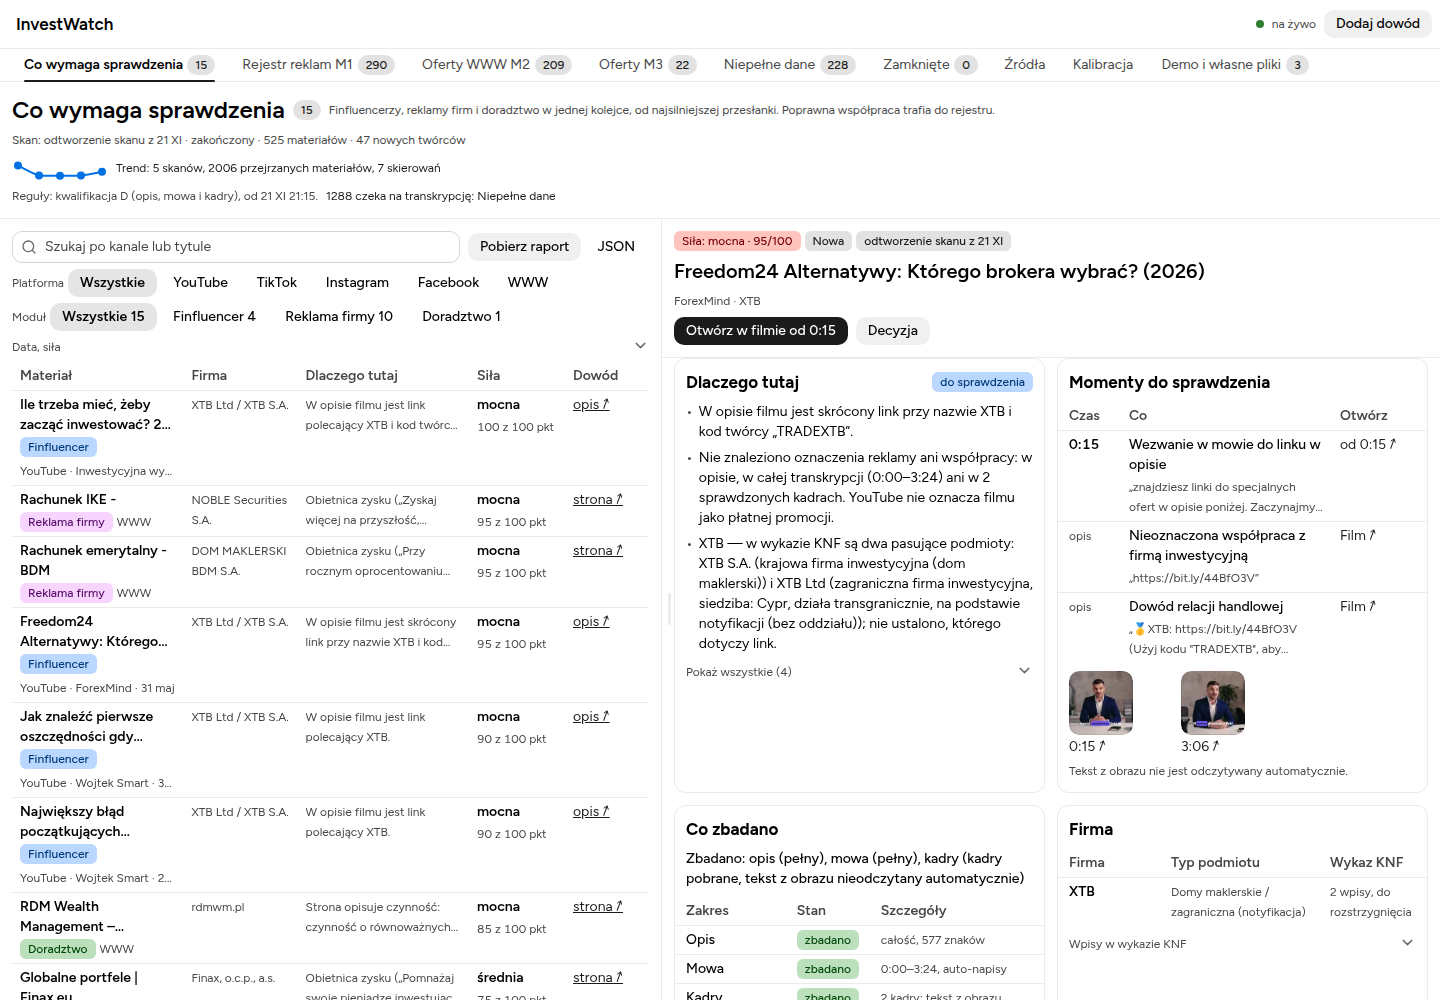 InvestWatch
na żywo
Dodaj dowód
Co wymaga sprawdzenia 15
Rejestr reklam M1 290
Oferty WWW M2 209
Oferty M3 22
Niepełne dane 228
Zamknięte 0
Źródła
Kalibracja
Demo i własne pliki 3
Co wymaga sprawdzenia 15 Finfluencerzy, reklamy firm i doradztwo w jednej kolejce, od najsilniejszej przesłanki. Poprawna współpraca trafia do rejestru.
Skan: odtworzenie skanu z 21 XI · zakończony · 525 materiałów · 47 nowych twórców
Trend: 5 skanów, 2006 przejrzanych materiałów, 7 skierowań
Reguły: kwalifikacja D (opis, mowa i kadry), od 21 XI 21:15. 1288 czeka na transkrypcję: Niepełne dane
Szukaj po kanale lub tytule
Pobierz raport
JSON
Platforma Wszystkie YouTube TikTok Instagram Facebook WWW
Moduł Wszystkie 15 Finfluencer 4 Reklama firmy 10 Doradztwo 1
Data, siła
Materiał Firma Dlaczego tutaj Siła Dowód
Ile trzeba mieć, żeby
zacząć inwestować? 2...
Finfluencer
YouTube · Inwestycyjna wy...
XTB Ltd / XTB S.A.
W opisie filmu jest link
polecający XTB i kod twórc...
mocna
100 z 100 pkt
opis ↗
Rachunek IKE -
Reklama firmy WWW
NOBLE Securities
S.A.
Obietnica zysku („Zyskaj
więcej na przyszłość,...
mocna
95 z 100 pkt
strona ↗
Rachunek emerytalny -
BDM
Reklama firmy WWW
DOM MAKLERSKI
BDM S.A.
Obietnica zysku („Przy
rocznym oprocentowaniu...
mocna
95 z 100 pkt
strona ↗
Freedom24
Alternatywy: Którego...
Finfluencer
YouTube · ForexMind · 31 maj
XTB Ltd / XTB S.A.
W opisie filmu jest skrócony
link przy nazwie XTB i kod...
mocna
95 z 100 pkt
opis ↗
Jak znaleźć pierwsze
oszczędności gdy...
Finfluencer
YouTube · Wojtek Smart · 3...
XTB Ltd / XTB S.A.
W opisie filmu jest link
polecający XTB.
mocna
90 z 100 pkt
opis ↗
Największy błąd
początkujących...
Finfluencer
YouTube · Wojtek Smart · 2...
XTB Ltd / XTB S.A.
W opisie filmu jest link
polecający XTB.
mocna
90 z 100 pkt
opis ↗
RDM Wealth
Management –...
Doradztwo WWW
rdmwm.pl
Strona opisuje czynność:
czynność o równoważnych...
mocna
85 z 100 pkt
strona ↗
Globalne portfele |
Finax.eu
Finax, o.c.p., a.s.
Obietnica zysku („Pomnażaj
swoje pieniądze inwestując
średnia
75 z 100 pkt
strona ↗
Siła: mocna · 95/100 Nowa odtworzenie skanu z 21 XI
Freedom24 Alternatywy: Którego brokera wybrać? (2026)
ForexMind · XTB
Otwórz w filmie od 0:15
Decyzja
Dlaczego tutaj
do sprawdzenia
• W opisie filmu jest skrócony link przy nazwie XTB i
kod twórcy „TRADEXTB”.
• Nie znaleziono oznaczenia reklamy ani współpracy: w
opisie, w całej transkrypcji (0:00–3:24) ani w 2
sprawdzonych kadrach. YouTube nie oznacza filmu
jako płatnej promocji.
• XTB — w wykazie KNF są dwa pasujące podmioty:
XTB S.A. (krajowa firma inwestycyjna (dom
maklerski)) i XTB Ltd (zagraniczna firma inwestycyjna,
siedziba: Cypr, działa transgranicznie, na podstawie
notyfikacji (bez oddziału)); nie ustalono, którego
dotyczy link.
Pokaż wszystkie (4)
Momenty do sprawdzenia
Czas Co Otwórz
0:15
Wezwanie w mowie do linku w
opisie
„znajdziesz linki do specjalnych
ofert w opisie poniżej. Zaczynajmy...
od 0:15 ↗
opis
Nieoznaczona współpraca z
firmą inwestycyjną
„https://bit.ly/44BfO3V”
Film ↗
opis
Dowód relacji handlowej
„🥇XTB: https://bit.ly/44BfO3V
(Użyj kodu "TRADEXTB", aby...
Film ↗
0:15 ↗
3:06 ↗
Tekst z obrazu nie jest odczytywany automatycznie.
Co zbadano
Zbadano: opis (pełny), mowa (pełny), kadry (kadry
pobrane, tekst z obrazu nieodczytany automatycznie)
Zakres Stan Szczegóły
Opis zbadano całość, 577 znaków
Mowa zbadano 0:00–3:24, auto-napisy
Kadry zbadano 2 kadry; tekst z obrazu
Firma
Firma Typ podmiotu Wykaz KNF
XTB
Domy maklerskie /
zagraniczna (notyfikacja)
2 wpisy, do
rozstrzygnięcia
Wpisy w wykazie KNF